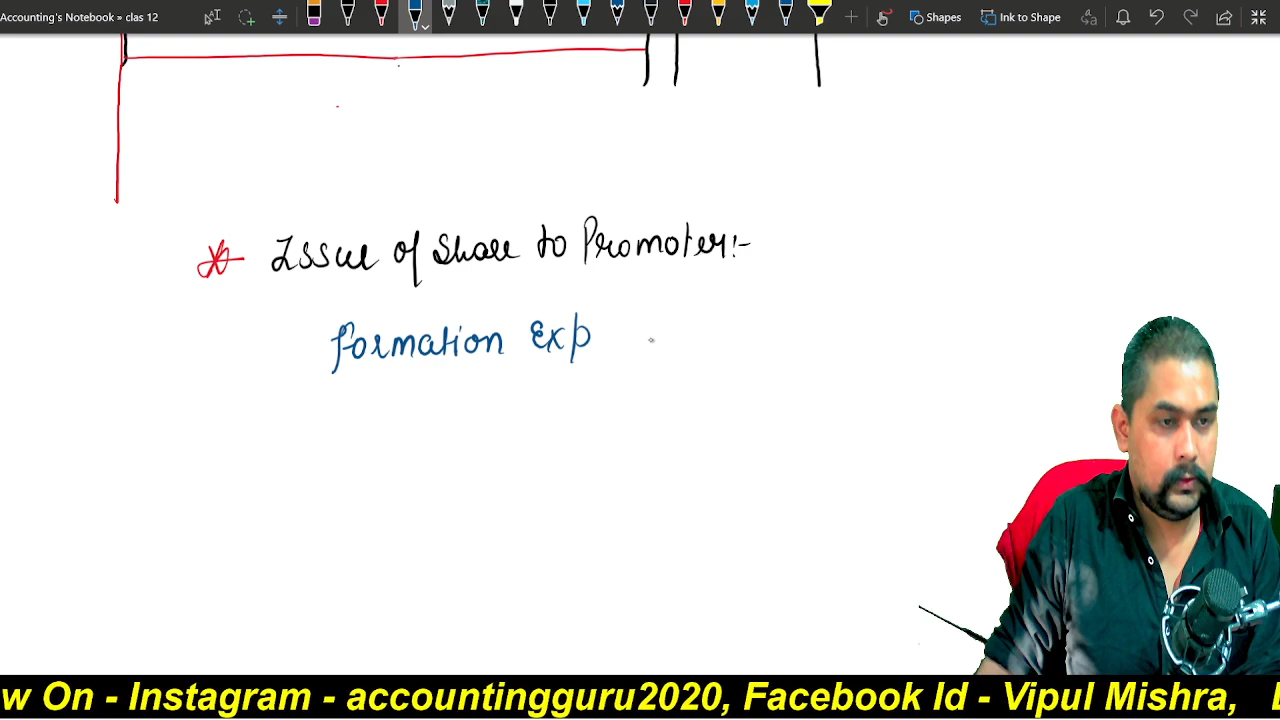 Accounting's Notebook » clas 12
Shapes
Ink to Shape
Issue of Share to Promoter:-
formation Exp
w On - Instagram - accountingguru2020, Facebook Id - Vipul Mishra,